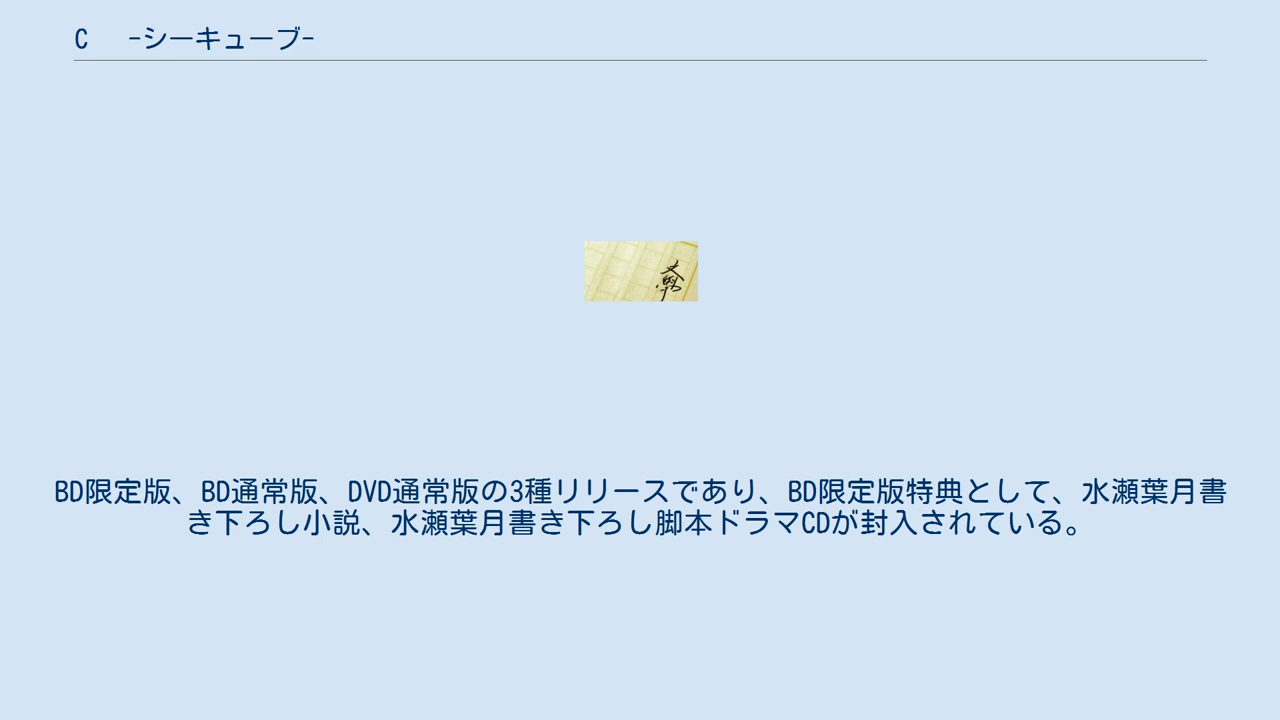 C　-シーキューブ-
BD限定版、BD通常版、DVD通常版の3種リリースであり、BD限定版特典として、水瀬葉月書
き下ろし小説、水瀬葉月書き下ろし脚本ドラマCDが封入されている。